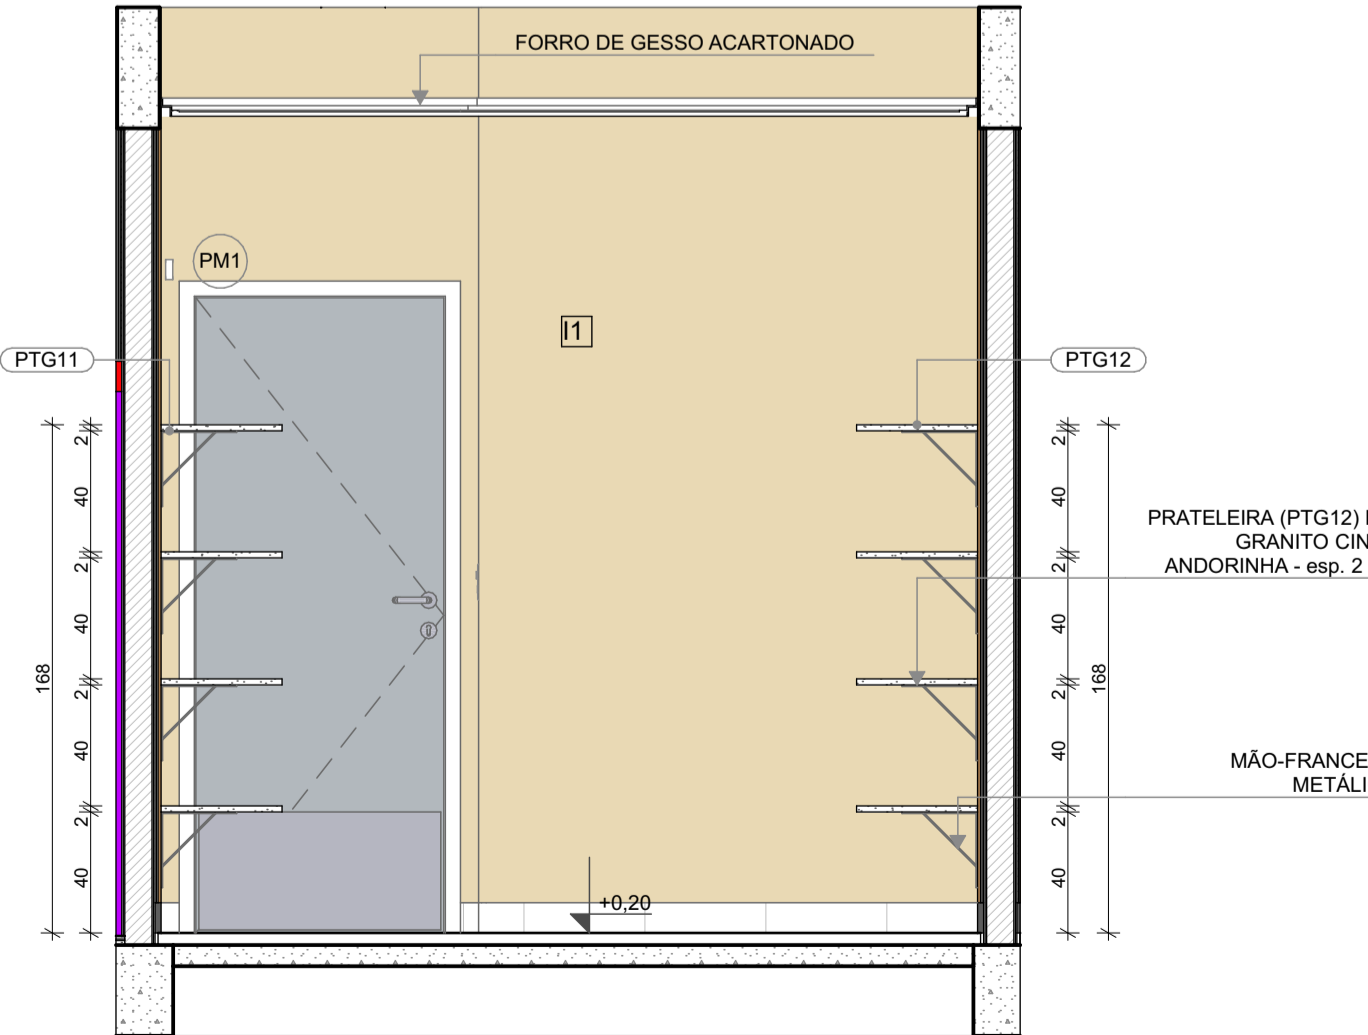 FORRO DE GESSO ACARTONADO
PM1
I1
PTG11
PTG12
2
40
2
40
2
40
2
40
168
2
40
2
40
2
40
2
40
168
PRATELEIRA (PTG12)
GRANITO CIN
ANDORINHA - esp. 2
MÃO-FRANCE
METÁLI
+0,20